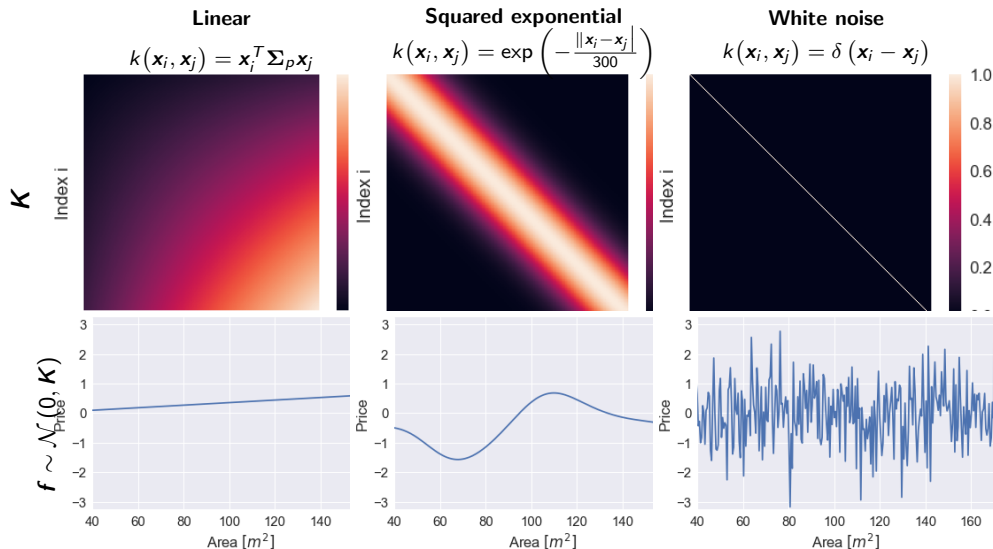 Linear
k(𝒙ᵢ, 𝒙ⱼ) = 𝒙ᵢᵀ Σₚ 𝒙ⱼ
Squared exponential
k(𝒙ᵢ, 𝒙ⱼ) = exp(−‖𝒙ᵢ−𝒙ⱼ|/300)
White noise
k(𝒙ᵢ, 𝒙ⱼ) = δ(𝒙ᵢ − 𝒙ⱼ)
K
Index i
Index i
Index i
1.0
0.8
0.6
0.4
0.2
f ∼ N(0, K)
Price
3
2
1
0
−1
−2
−3
40 60 80 100 120 140
Area [m²]
Price
3
2
1
0
−1
−2
−3
40 60 80 100 120 140
Area [m²]
Price
3
2
1
0
−1
−2
−3
40 60 80 100 120 140 160
Area [m²]